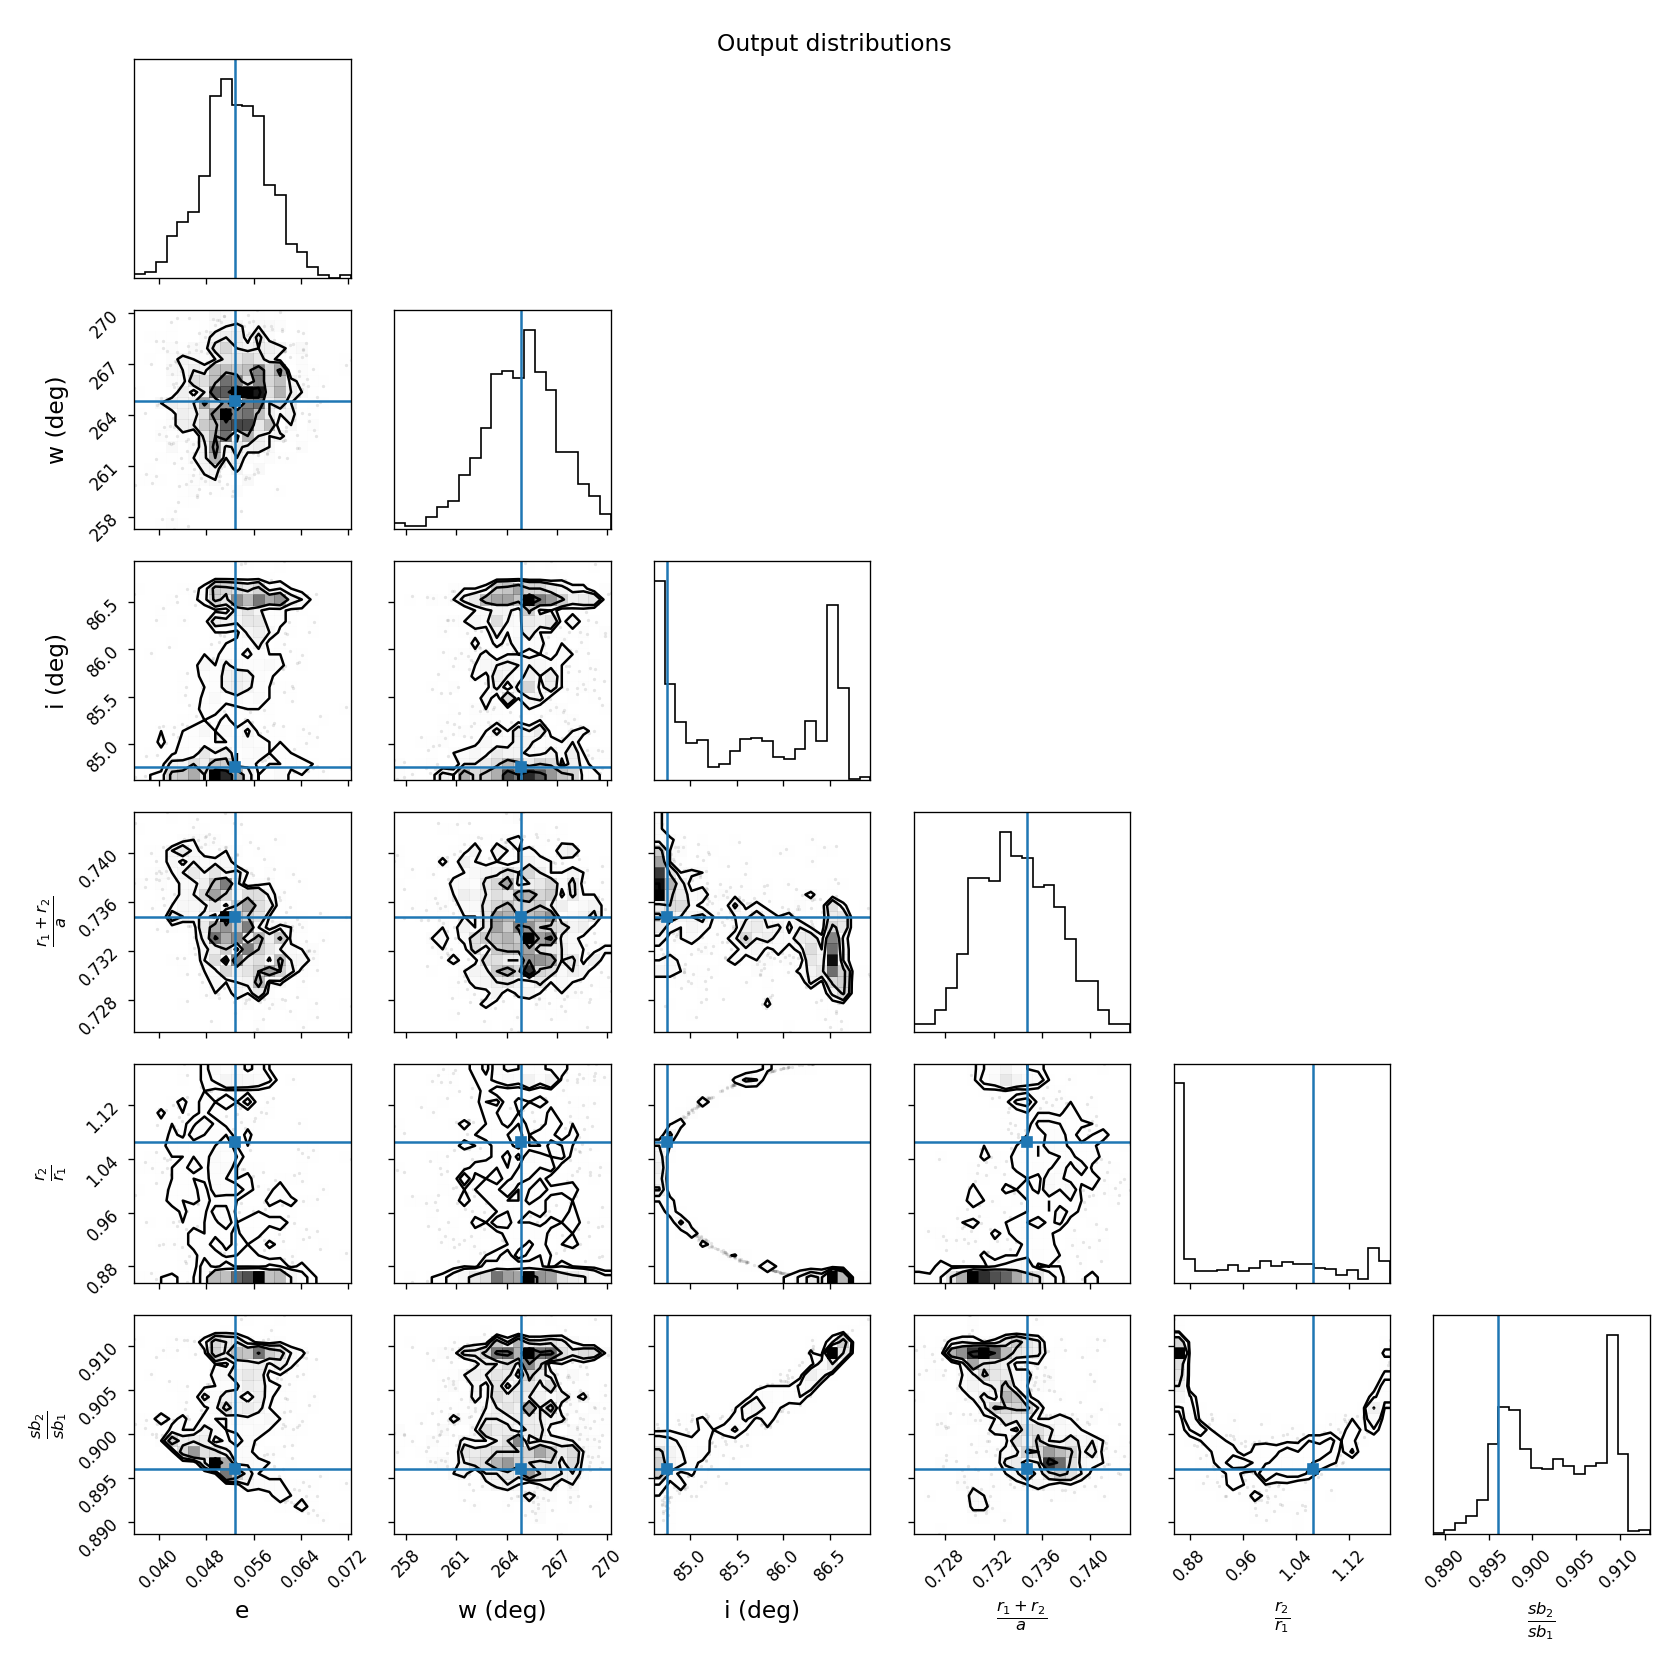 Output distributions
w (deg)
270
267
264
261
258
i (deg)
86.5
86.0
85.5
85.0
r₁ + r₂
a
0.740
0.736
0.732
0.728
r₂
r₁
1.12
1.04
0.96
0.88
sb₂
sb₁
0.910
0.905
0.900
0.895
0.890
0.040 0.048 0.056 0.064 0.072 258 261 264 267 270 85.0 85.5 86.0 86.5 0.728 0.732 0.736 0.740 0.88 0.96 1.04 1.12 0.890 0.895 0.900 0.905 0.910
e w (deg) i (deg) r₁ + r₂ r₂ sb₂
a r₁ sb₁